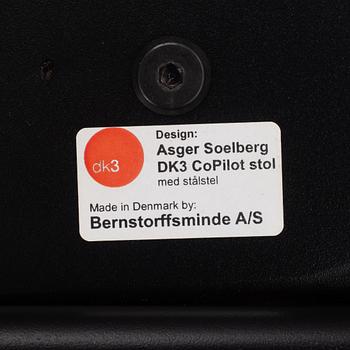 dk3
Design:
Asger Soelberg
DK3 CoPilot stol
med stålstel
Made in Denmark by:
Bernstorffsminde A/S